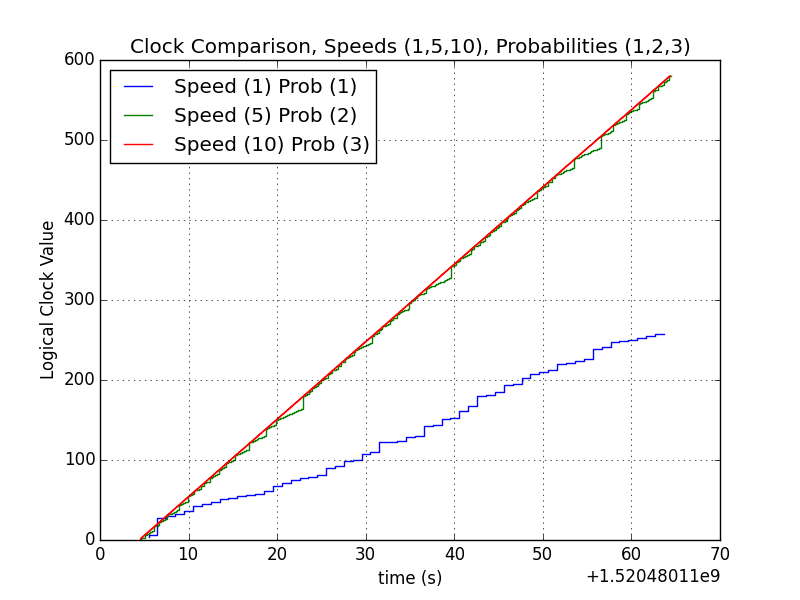 Clock Comparison, Speeds (1,5,10), Probabilities (1,2,3)
Speed (1) Prob (1)
Speed (5) Prob (2)
Speed (10) Prob (3)
Logical Clock Value
600
500
400
300
200
100
0
0 10 20 30 40 50 60 70
time (s)
+1.52048011e9